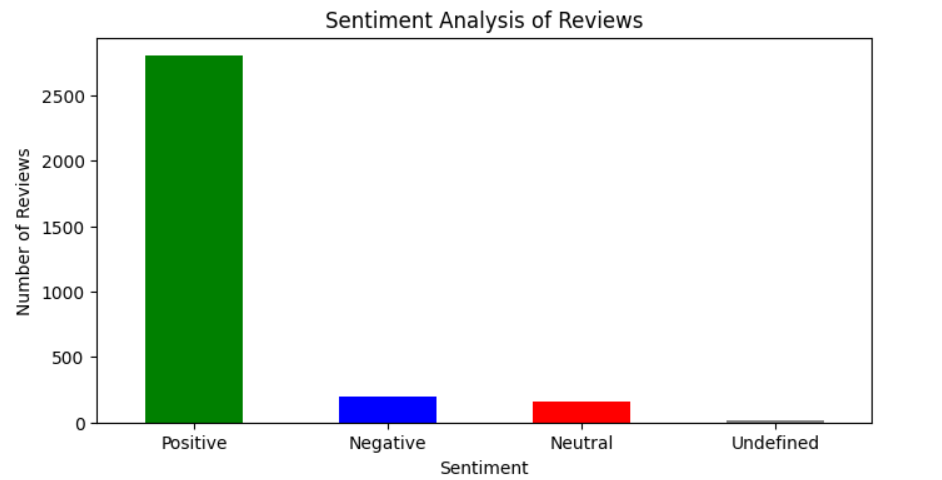 Sentiment Analysis of Reviews
Number of Reviews
2500
2000
1500
1000
500
0
Positive Negative Neutral Undefined
Sentiment